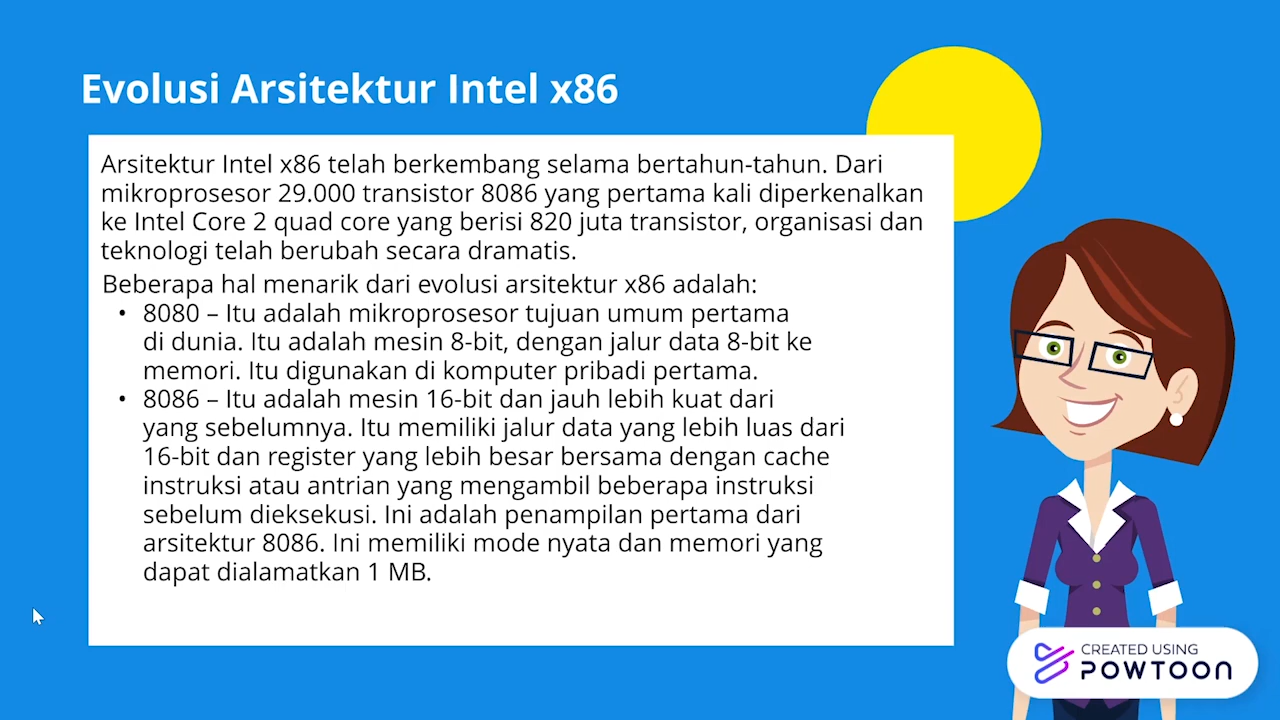 Evolusi Arsitektur Intel x86
Arsitektur Intel x86 telah berkembang selama bertahun-tahun. Dari
mikroprosesor 29.000 transistor 8086 yang pertama kali diperkenalkan
ke Intel Core 2 quad core yang berisi 820 juta transistor, organisasi dan
teknologi telah berubah secara dramatis.
Beberapa hal menarik dari evolusi arsitektur x86 adalah:
• 8080 – Itu adalah mikroprosesor tujuan umum pertama
di dunia. Itu adalah mesin 8-bit, dengan jalur data 8-bit ke
memori. Itu digunakan di komputer pribadi pertama.
• 8086 – Itu adalah mesin 16-bit dan jauh lebih kuat dari
yang sebelumnya. Itu memiliki jalur data yang lebih luas dari
16-bit dan register yang lebih besar bersama dengan cache
instruksi atau antrian yang mengambil beberapa instruksi
sebelum dieksekusi. Ini adalah penampilan pertama dari
arsitektur 8086. Ini memiliki mode nyata dan memori yang
dapat dialamatkan 1 MB.
CREATED USING
POWTOON